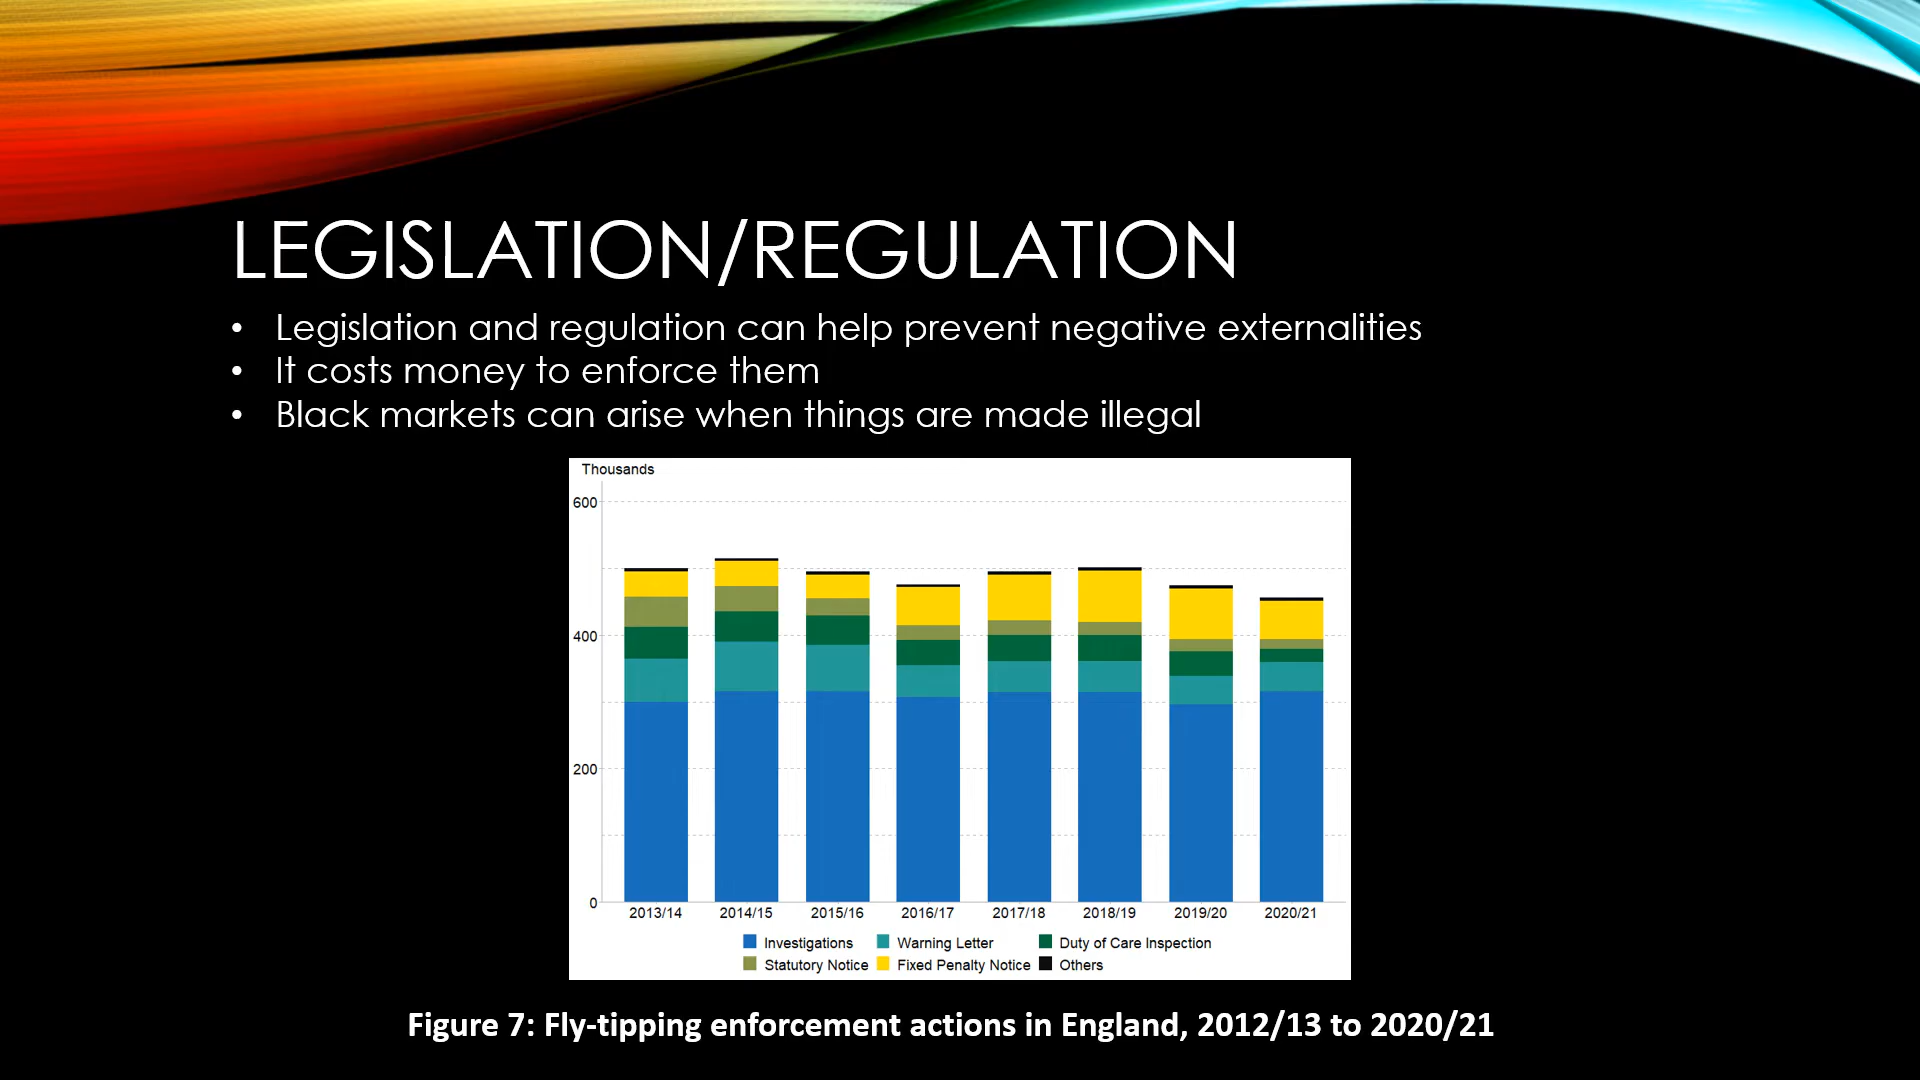 LEGISLATION/REGULATION
• Legislation and regulation can help prevent negative externalities
• It costs money to enforce them
• Black markets can arise when things are made illegal
Thousands
600
400
200
0
2013/14 2014/15 2015/16 2016/17 2017/18 2018/19 2019/20 2020/21
Investigations Warning Letter Duty of Care Inspection
Statutory Notice Fixed Penalty Notice Others
Figure 7: Fly-tipping enforcement actions in England, 2012/13 to 2020/21